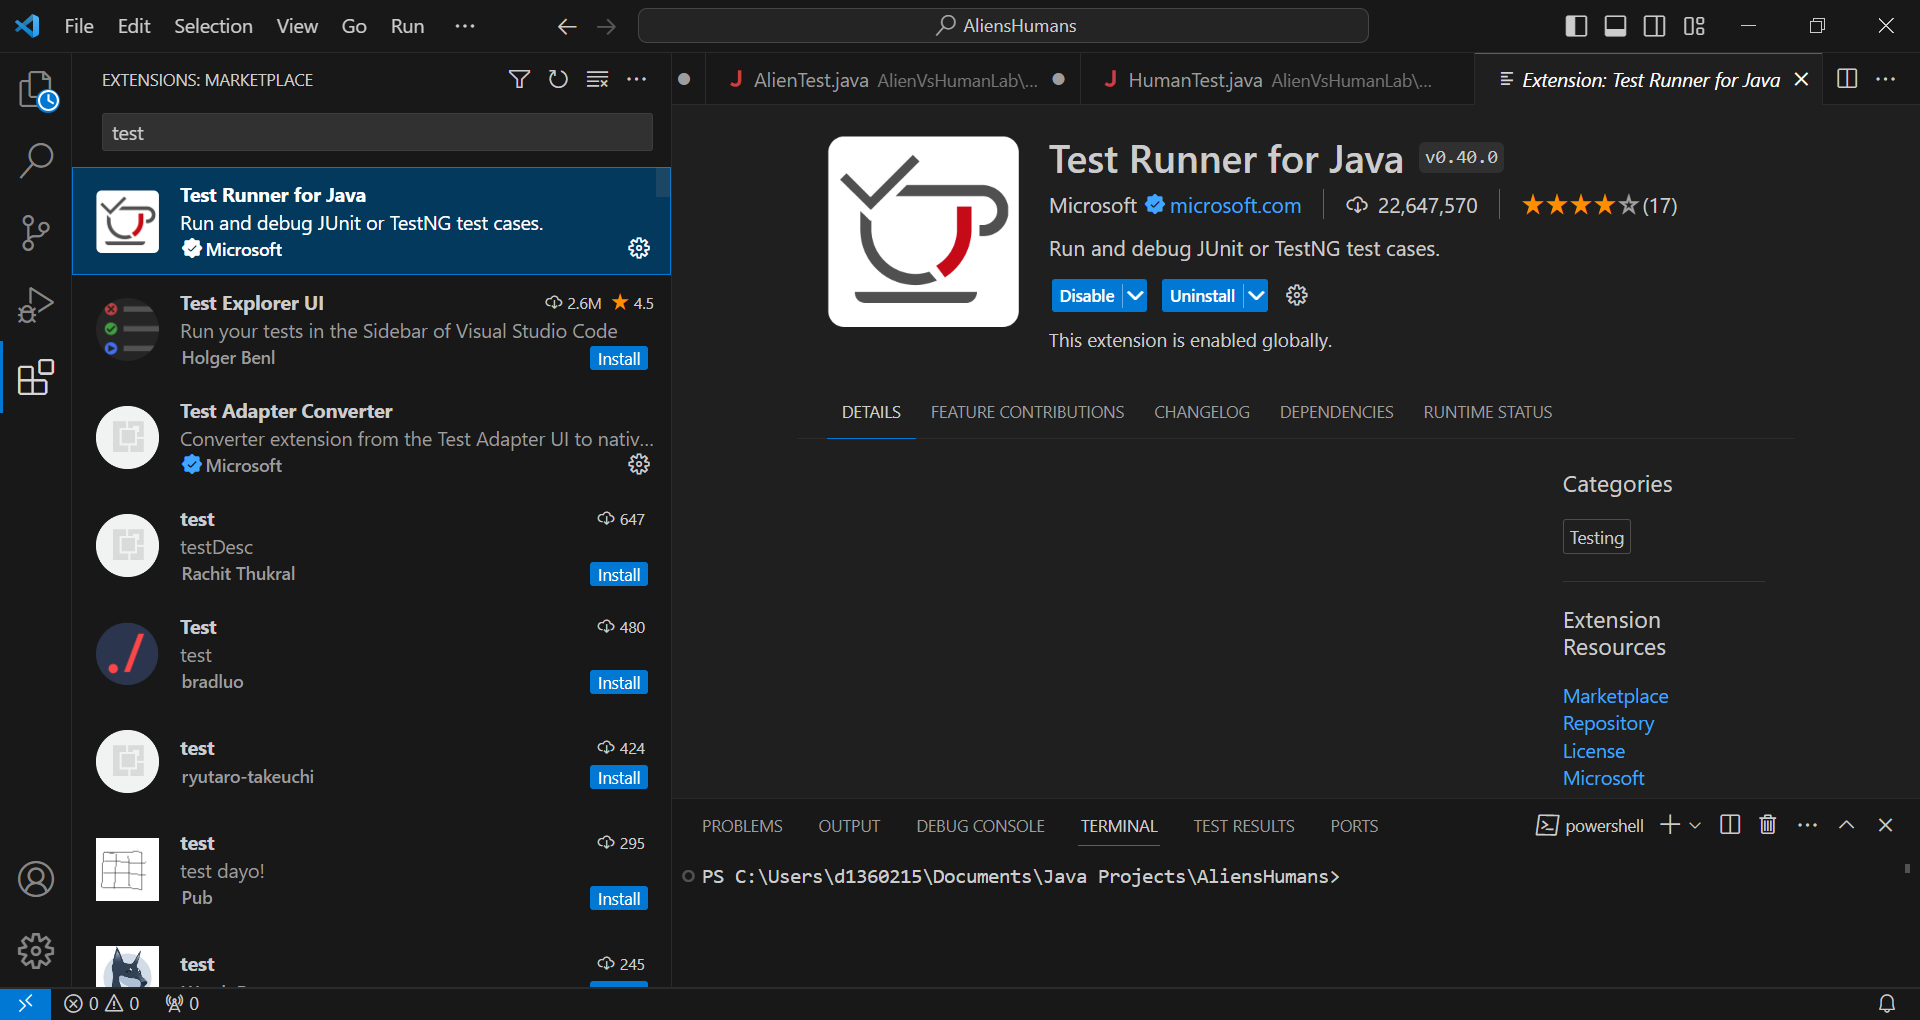 File Edit Selection View Go Run ···
AliensHumans
EXTENSIONS: MARKETPLACE
test
Test Runner for Java
Run and debug JUnit or TestNG test cases.
Microsoft
Test Explorer UI 2.6M 4.5
Run your tests in the Sidebar of Visual Studio Code
Holger Benl Install
Test Adapter Converter
Converter extension from the Test Adapter UI to nativ...
Microsoft
test 647
testDesc
Rachit Thukral Install
Test 480
test
bradluo Install
test 424
ryutaro-takeuchi Install
test 295
test dayo!
Pub Install
test 245
J AlienTest.java AlienVsHumanLab\...
J HumanTest.java AlienVsHumanLab\...
Extension: Test Runner for Java
Test Runner for Java v0.40.0
Microsoft microsoft.com 22,647,570 (17)
Run and debug JUnit or TestNG test cases.
Disable Uninstall
This extension is enabled globally.
DETAILS FEATURE CONTRIBUTIONS CHANGELOG DEPENDENCIES RUNTIME STATUS
Categories
Testing
Extension
Resources
Marketplace
Repository
License
Microsoft
PROBLEMS OUTPUT DEBUG CONSOLE TERMINAL TEST RESULTS PORTS powershell
PS C:\Users\d1360215\Documents\Java Projects\AliensHumans>
0 0 0